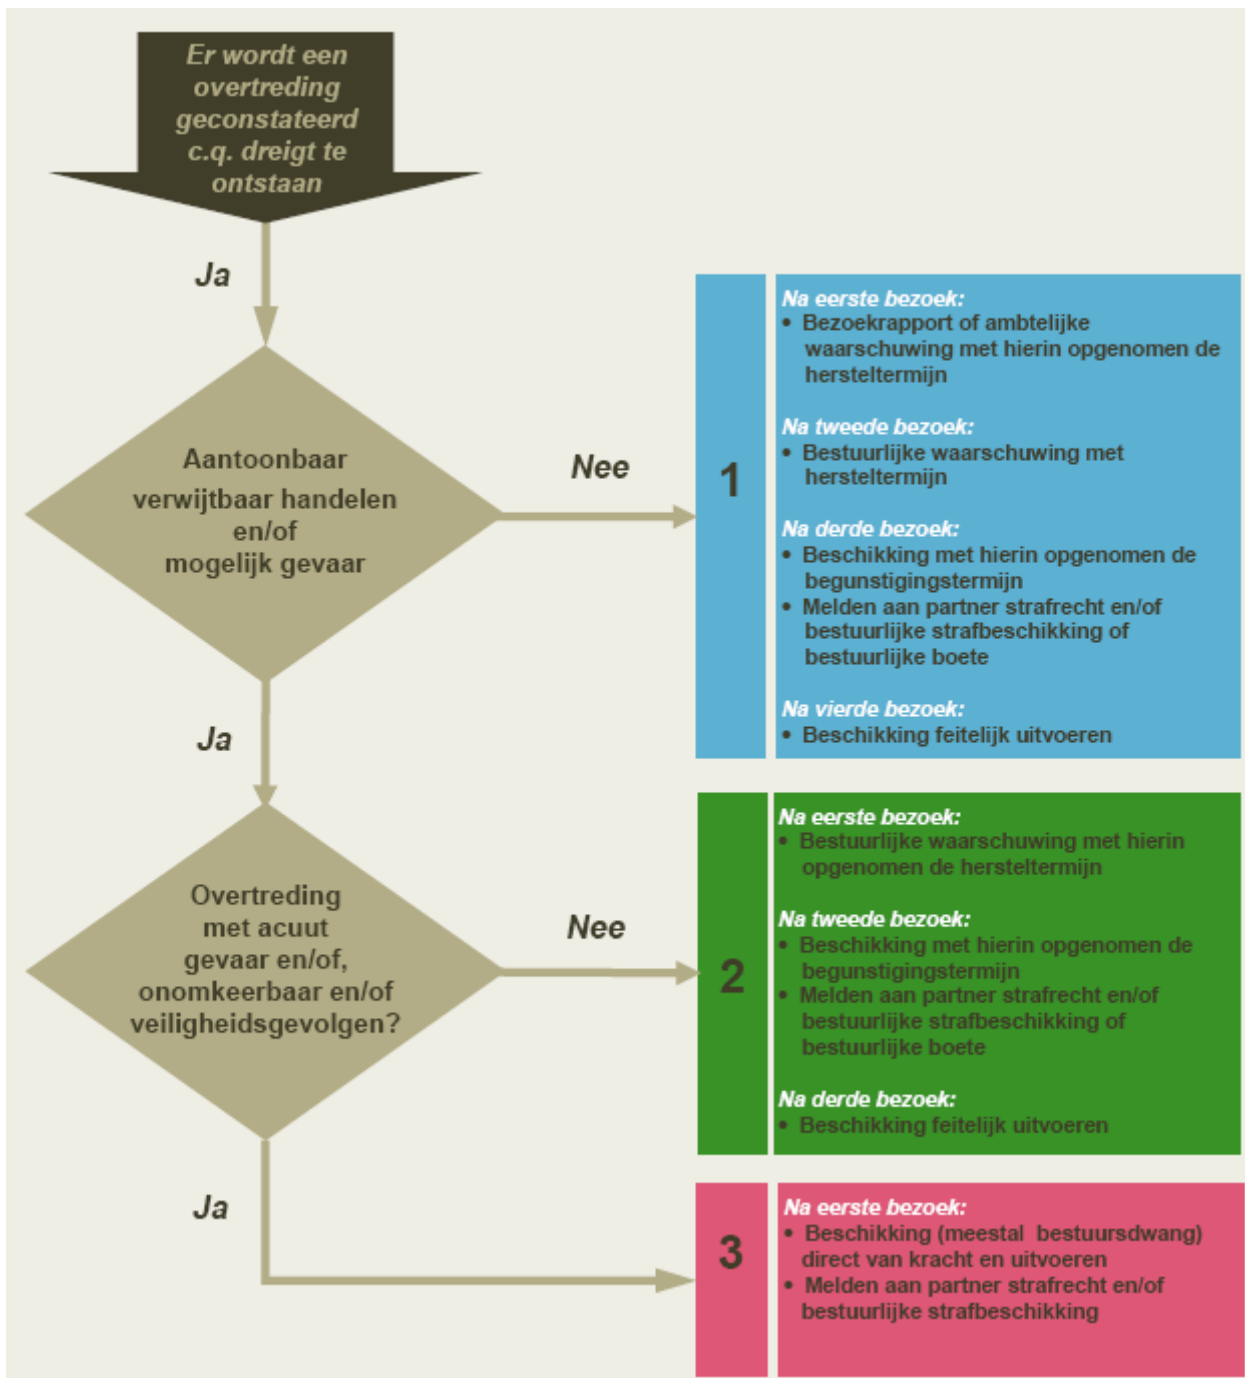 Er wordt een
overtreding
geconstateerd
c.q. dreigt te
ontstaan
Ja
Aantoonbaar
verwijtbaar handelen
en/of
mogelijk gevaar
Nee
1
Na eerste bezoek:
• Bezoekrapport of ambtelijke
waarschuwing met hierin opgenomen de
hersteltermijn
Na tweede bezoek:
• Bestuurlijke waarschuwing met
hersteltermijn
Na derde bezoek:
• Beschikking met hierin opgenomen de
begunstigingstermijn
• Melden aan partner strafrecht en/of
bestuurlijke strafbeschikking of
bestuurlijke boete
Na vierde bezoek:
• Beschikking feitelijk uitvoeren
Ja
Overtreding
met acuut
gevaar en/of,
onomkeerbaar en/of
veiligheidsgevolgen?
Nee
2
Na eerste bezoek:
• Bestuurlijke waarschuwing met hierin
opgenomen de hersteltermijn
Na tweede bezoek:
• Beschikking met hierin opgenomen de
begunstigingstermijn
• Melden aan partner strafrecht en/of
bestuurlijke strafbeschikking of
bestuurlijke boete
Na derde bezoek:
• Beschikking feitelijk uitvoeren
Ja
3
Na eerste bezoek:
• Beschikking (meestal bestuursdwang)
direct van kracht en uitvoeren
• Melden aan partner strafrecht en/of
bestuurlijke strafbeschikking